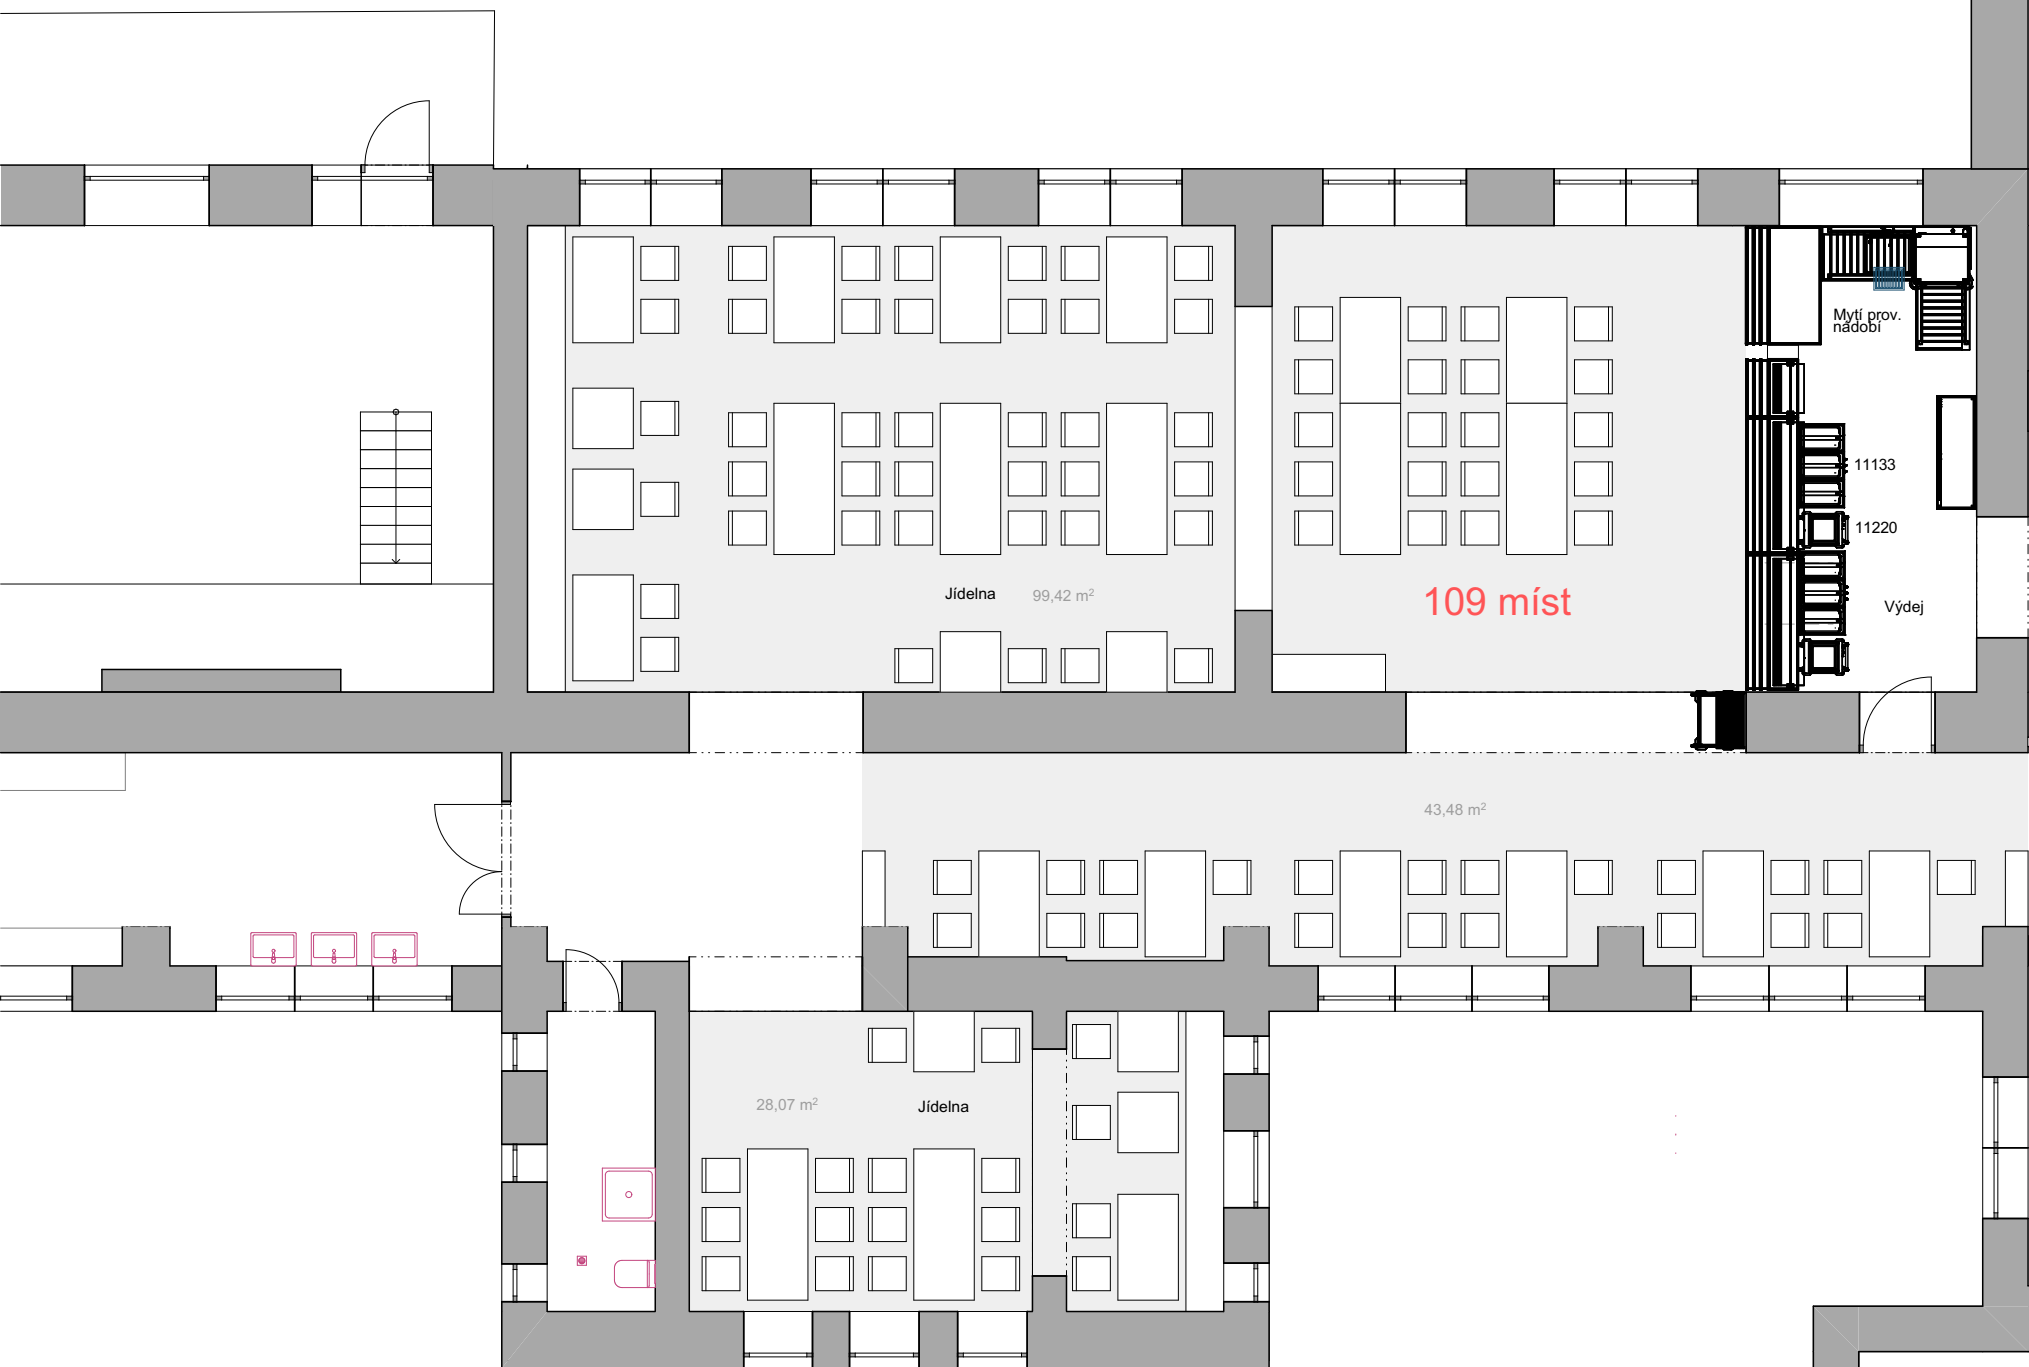 Mytí prov.
nádobí
11133
11220
Jídelna 99,42 m²
109 míst
Výdej
43,48 m²
28,07 m²
Jídelna